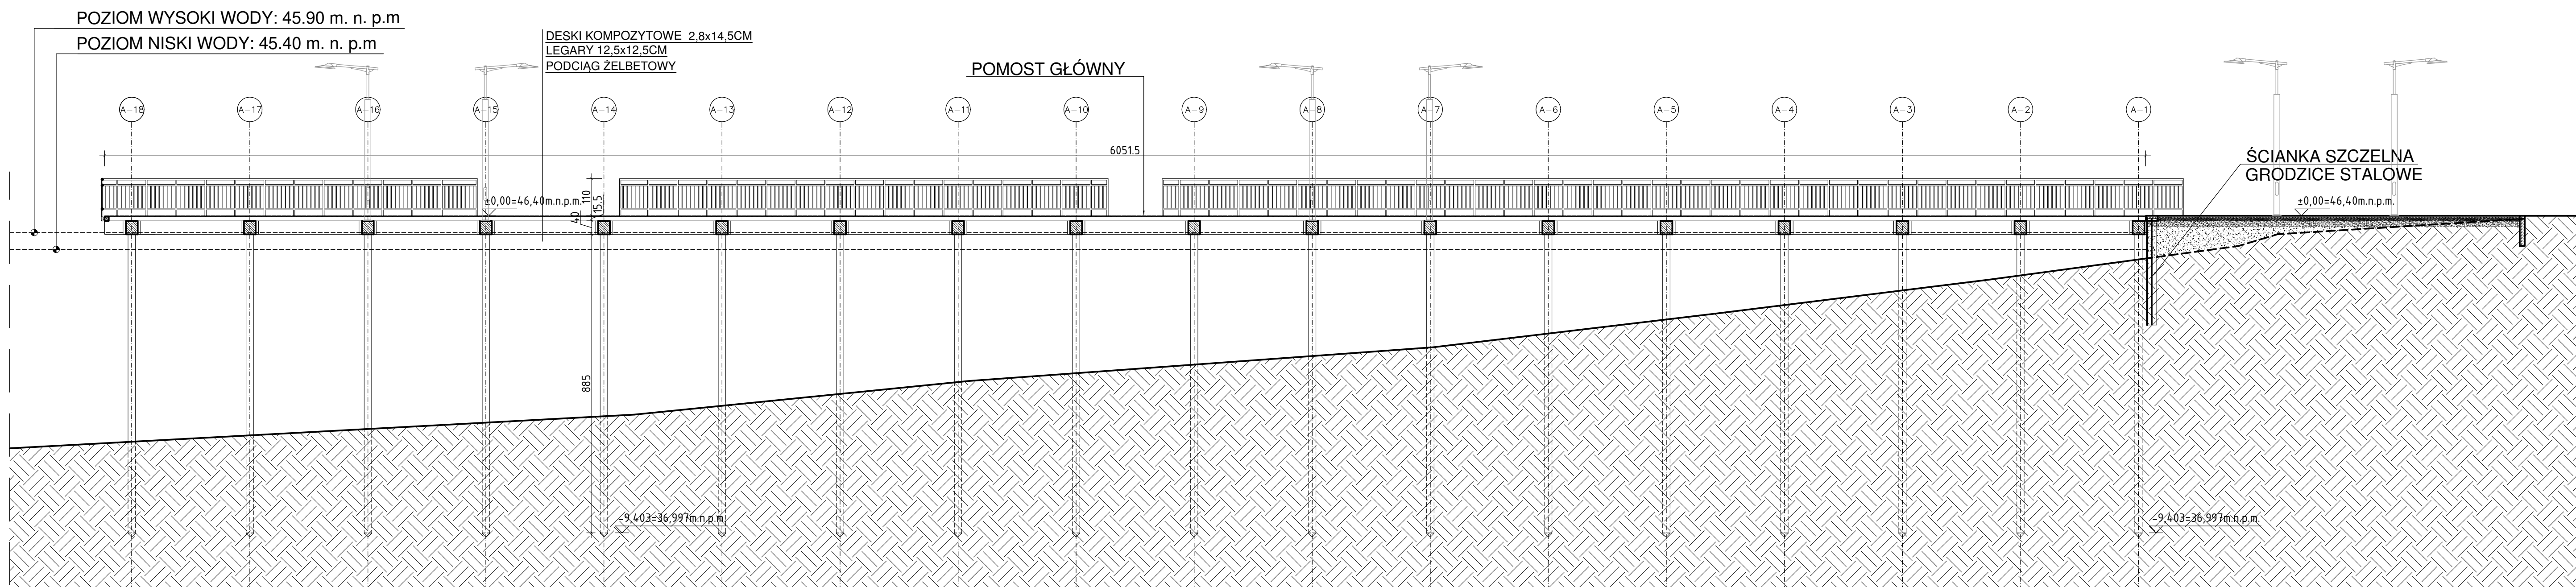 POZIOM WYSOKI WODY: 45.90 m. n. p.m
POZIOM NISKI WODY: 45.40 m. n. p.m
DESKI KOMPOZYTOWE 2,8x14,5CM
LEGARY 12,5x12,5CM
PODCIĄG ŻELBETOWY
POMOST GŁÓWNY
A-18
A-17
A-16
A-15
A-14
A-13
A-12
A-11
A-10
A-9
A-8
A-7
A-6
A-5
A-4
A-3
A-2
A-1
6051.5
ŚCIANKA SZCZELNA
GRODZICE STALOWE
±0,00=46,40m.n.p.m.
110
15,5
40
±0,00=46,40m.n.p.m.
885
-9,403=36,997m.n.p.m.
-9,403=36,997m.n.p.m.